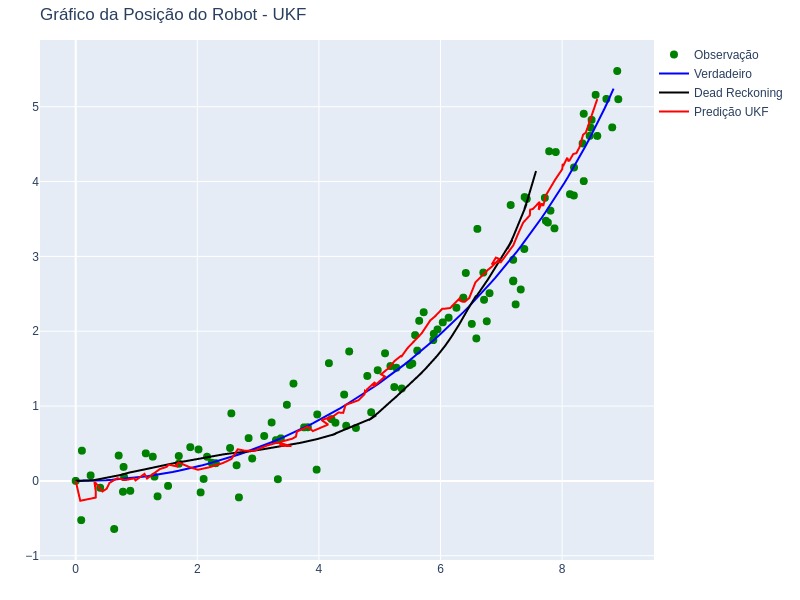 Gráfico da Posição do Robot - UKF
Observação
Verdadeiro
Dead Reckoning
Predição UKF
5
4
3
2
1
0
−1
0 2 4 6 8